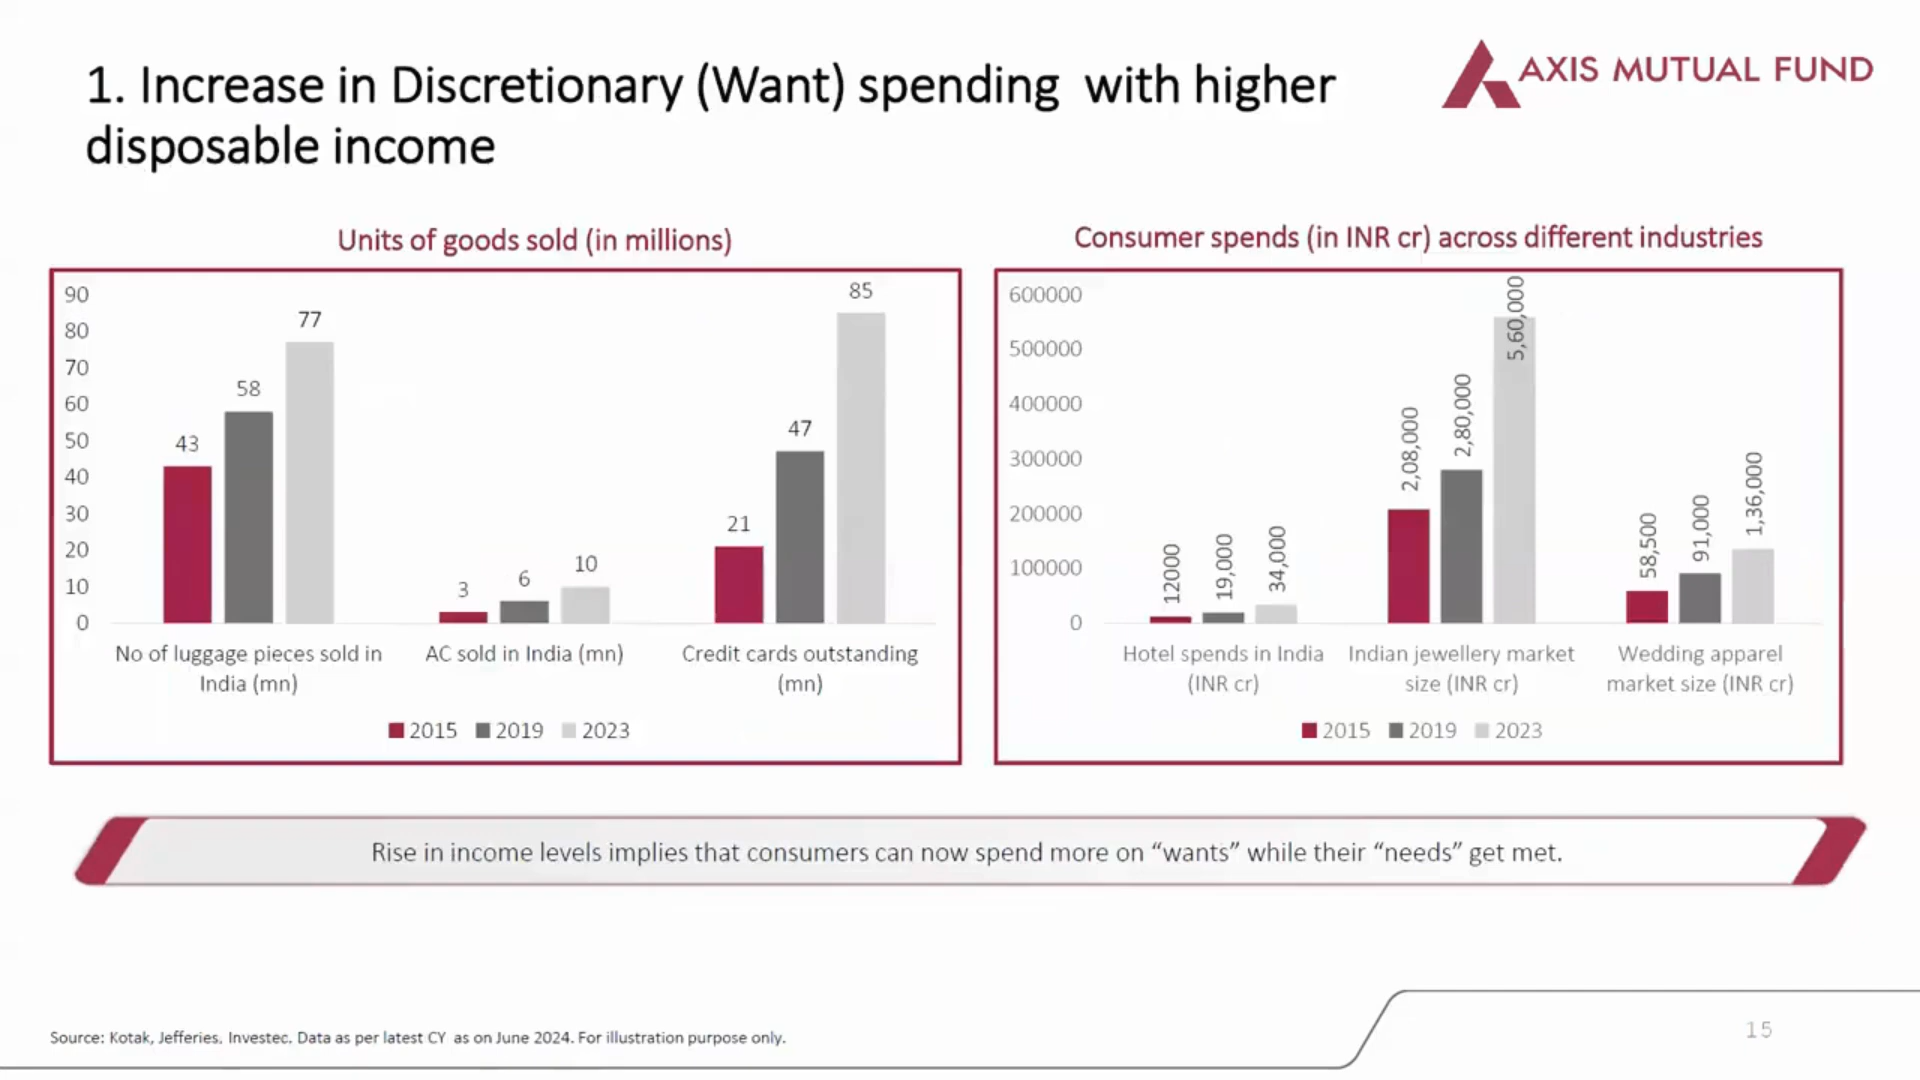 1. Increase in Discretionary (Want) spending with higher
disposable income
AXIS MUTUAL FUND
Units of goods sold (in millions)
90
80
70
60
50
40
30
20
10
0
43
58
77
3
6
10
21
47
85
No of luggage pieces sold in
India (mn)
AC sold in India (mn)
Credit cards outstanding
(mn)
2015 2019 2023
Consumer spends (in INR cr) across different industries
600000
500000
400000
300000
200000
100000
0
12000
19,000
34,000
2,08,000
2,80,000
5,60,000
58,500
91,000
1,36,000
Hotel spends in India
(INR cr)
Indian jewellery market
size (INR cr)
Wedding apparel
market size (INR cr)
2015 2019 2023
Rise in income levels implies that consumers can now spend more on “wants” while their “needs” get met.
Source: Kotak, Jefferies, Investec. Data as per latest CY as on June 2024. For illustration purpose only.
15